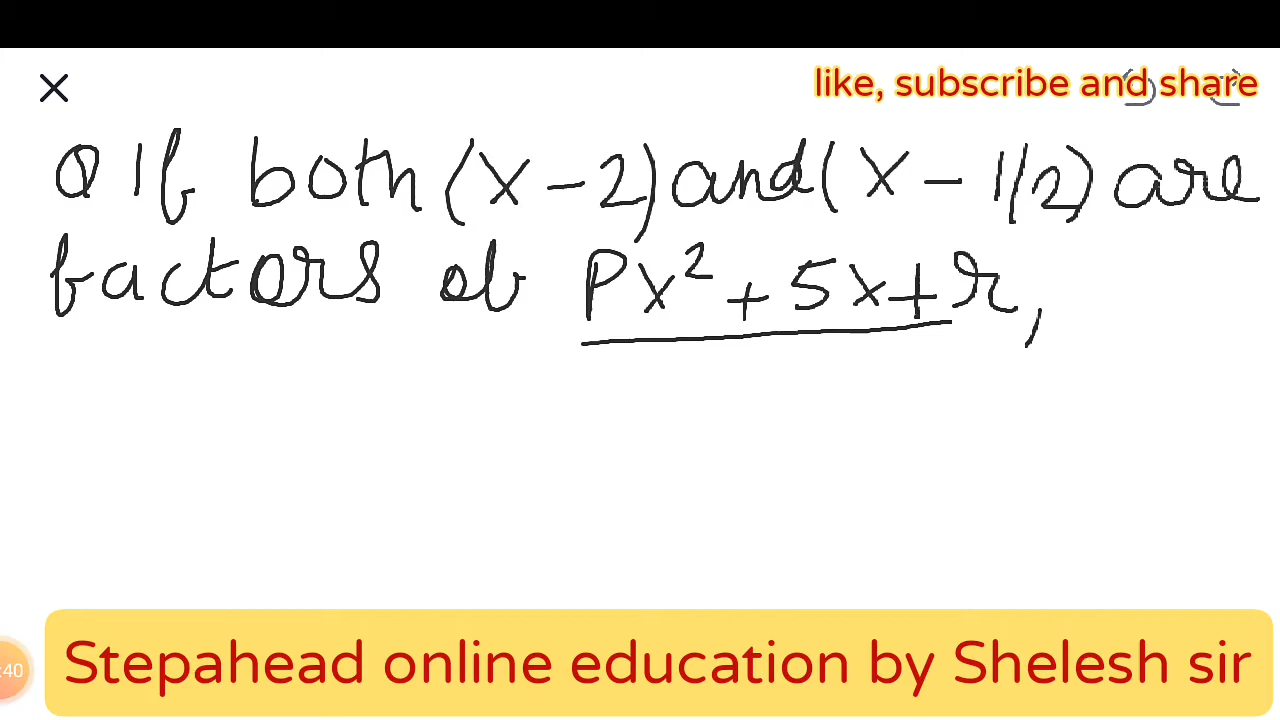 like, subscribe and share
Q If both (x - 2) and (x - 1/2) are
factors of Px² + 5x + r,
Stepahead online education by Shelesh sir
:40